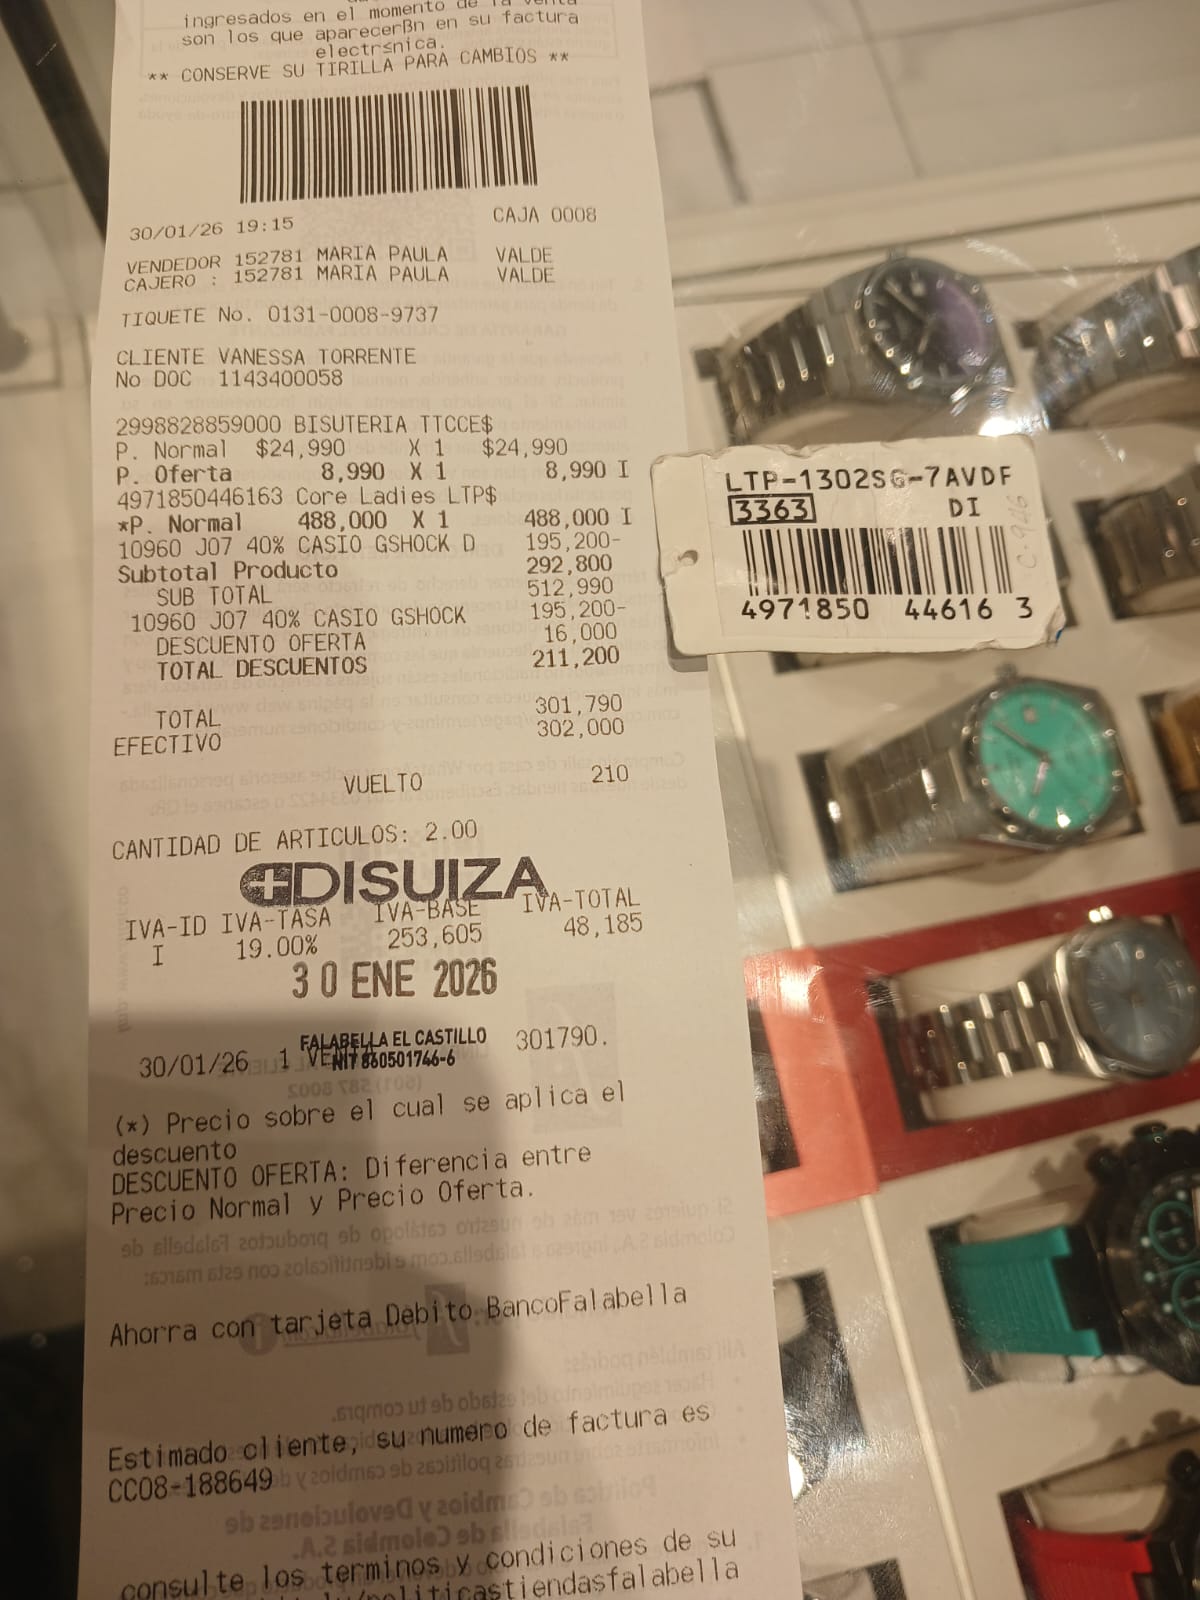 ingresados en el momento de la venta
son los que aparecerßn en su factura
electr≤nica.
** CONSERVE SU TIRILLA PARA CAMBIOS **
30/01/26 19:15 CAJA 0008
VENDEDOR 152781 MARIA PAULA VALDE
CAJERO : 152781 MARIA PAULA VALDE
TIQUETE No. 0131-0008-9737
CLIENTE VANESSA TORRENTE
No DOC 1143400058
2998828859000 BISUTERIA TTCCE$
P. Normal $24,990 X 1 $24,990
P. Oferta 8,990 X 1 8,990 I
4971850446163 Core Ladies LTP$
*P. Normal 488,000 X 1 488,000 I
10960 J07 40% CASIO GSHOCK D 195,200-
Subtotal Producto 292,800
SUB TOTAL 512,990
10960 J07 40% CASIO GSHOCK 195,200-
DESCUENTO OFERTA 16,000
TOTAL DESCUENTOS 211,200
TOTAL 301,790
EFECTIVO 302,000
VUELTO 210
CANTIDAD DE ARTICULOS: 2.00
DISUIZA
IVA-ID IVA-TASA IVA-BASE IVA-TOTAL
I 19.00% 253,605 48,185
30 ENE 2026
FALABELLA EL CASTILLO
NIT 860501746-6
30/01/26 1 301790.
(*) Precio sobre el cual se aplica el
descuento
DESCUENTO OFERTA: Diferencia entre
Precio Normal y Precio Oferta.
Ahorra con tarjeta Debito BancoFalabella
Estimado cliente, su numero de factura es
CC08-188649
consulte los terminos y condiciones de su
LTP-1302SG-7AVDF
3363 DI
4971850 44616 3